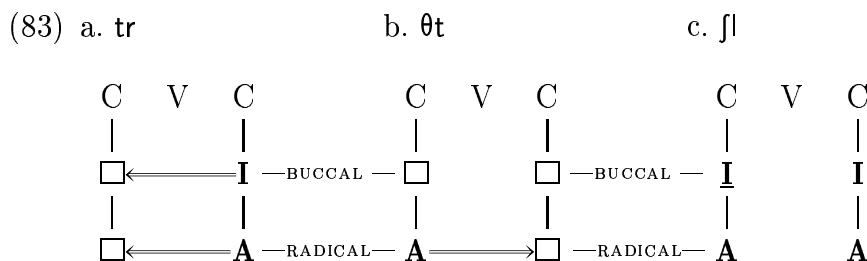 (83) a. tr b. θt c. ʃl
C V C C V C C V C
I BUCCAL BUCCAL I I
A RADICAL A RADICAL A A